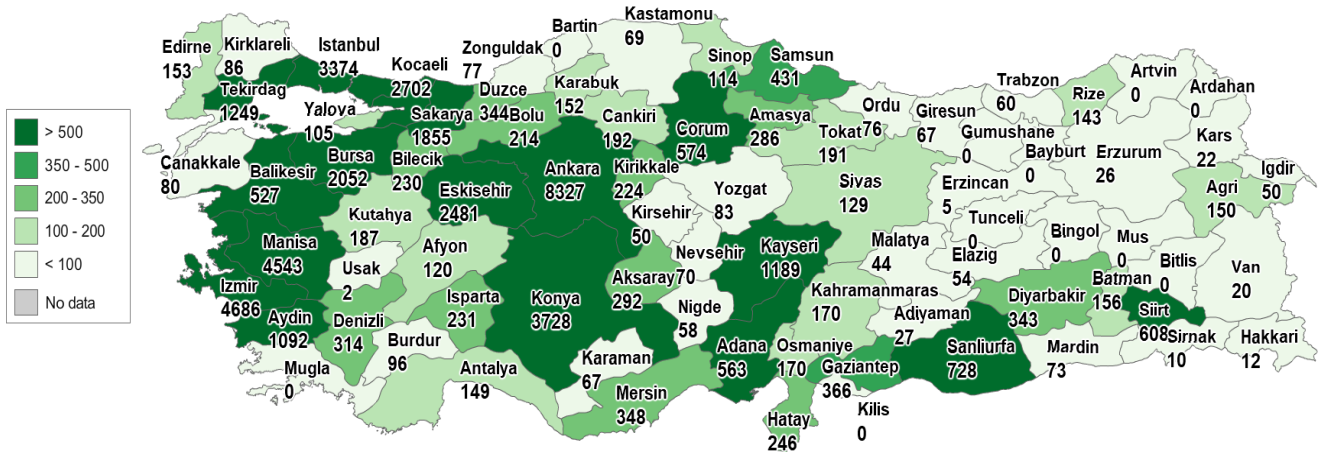 > 500
350 - 500
200 - 350
100 - 200
< 100
No data
Edirne
153
Kirklareli
86
Tekirdag
1249
Istanbul
3374
Kocaeli
2702
Yalova
105
Sakarya
1855
Duzce
344
Zonguldak
77
Bartin
0
Kastamonu
69
Karabuk
152
Bolu
214
Cankiri
192
Sinop
114
Samsun
431
Corum
574
Amasya
286
Ordu
76
Tokat
191
Giresun
67
Trabzon
60
Gumushane
0
Rize
143
Bayburt
0
Artvin
0
Ardahan
0
Kars
22
Erzurum
26
Igdir
50
Agri
150
Canakkale
80
Balikesir
527
Bursa
2052
Bilecik
230
Eskisehir
2481
Ankara
8327
Kirikkale
224
Yozgat
83
Sivas
129
Erzincan
5
Tunceli
0
Bingol
0
Mus
0
Bitlis
0
Van
20
Kutahya
187
Manisa
4543
Usak
2
Afyon
120
Kirsehir
50
Nevsehir
70
Kayseri
1189
Malatya
44
Elazig
54
Izmir
4686
Aydin
1092
Denizli
314
Isparta
231
Burdur
96
Konya
3728
Aksaray
292
Nigde
58
Kahramanmaras
170
Adiyaman
27
Diyarbakir
343
Batman
156
Siirt
608
Sirnak
10
Hakkari
12
Mugla
0
Antalya
149
Karaman
67
Mersin
348
Adana
563
Osmaniye
170
Gaziantep
366
Kilis
0
Sanliurfa
728
Mardin
73
Hatay
246